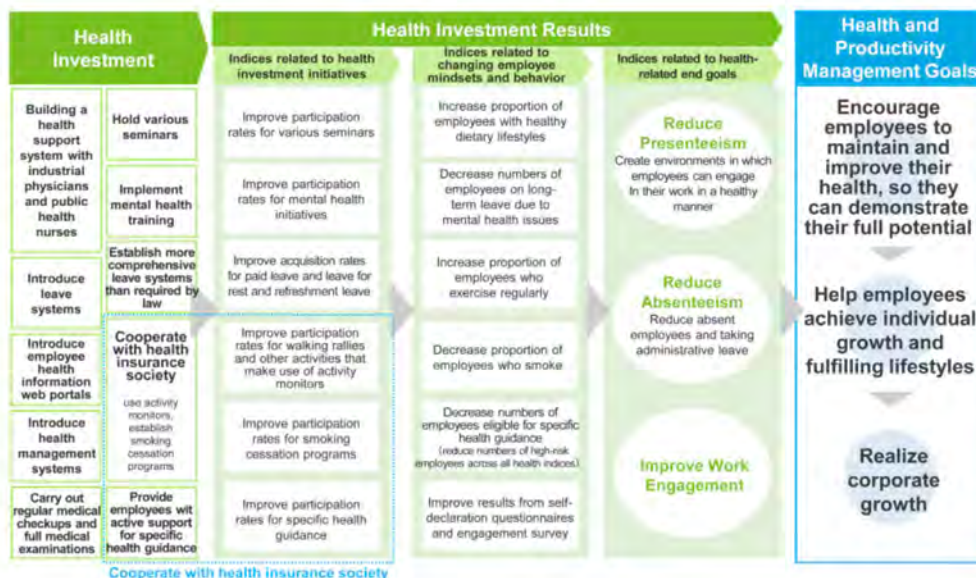 Health
Investment
Health Investment Results
Health and
Productivity
Management Goals
Indices related to health
investment initiatives
Indices related to
changing employee
mindsets and behavior
Indices related to health-
related end goals
Building a
health
support
system with
industrial
physicians
and public
health
nurses
Introduce
leave
systems
Introduce
employee
health
information
web portals
Introduce
health
management
systems
Carry out
regular medical
checkups and
full medical
examinations
Hold various
seminars
Implement
mental health
training
Establish more
comprehensive
leave systems
than required by
law
Cooperate
with health
insurance
society
use activity
monitors,
establish
smoking
cessation
programs
Provide
employees wit
active support
for specific
health guidance
Improve participation
rates for various seminars
Improve participation
rates for mental health
initiatives
Improve acquisition rates
for paid leave and leave for
rest and refreshment leave
Improve participation
rates for walking rallies
and other activities that
make use of activity
monitors
Improve participation
rates for smoking
cessation programs
Improve participation
rates for specific health
guidance
Cooperate with health insurance society
Increase proportion of
employees with healthy
dietary lifestyles
Decrease numbers of
employees on long-
term leave due to
mental health issues
Increase proportion of
employees who
exercise regularly
Decrease proportion of
employees who smoke
Decrease numbers of
employees eligible for specific
health guidance
(reduce numbers of high-risk
employees across all health indices)
Improve results from self-
declaration questionnaires
and engagement survey
Reduce
Presenteeism
Create environments in which
employees can engage
In their work in a healthy
manner
Reduce
Absenteeism
Reduce absent
employees and taking
administrative leave
Improve Work
Engagement
Encourage
employees to
maintain and
improve their
health, so they
can demonstrate
their full potential
Help employees
achieve individual
growth and
fulfilling lifestyles
Realize
corporate
growth